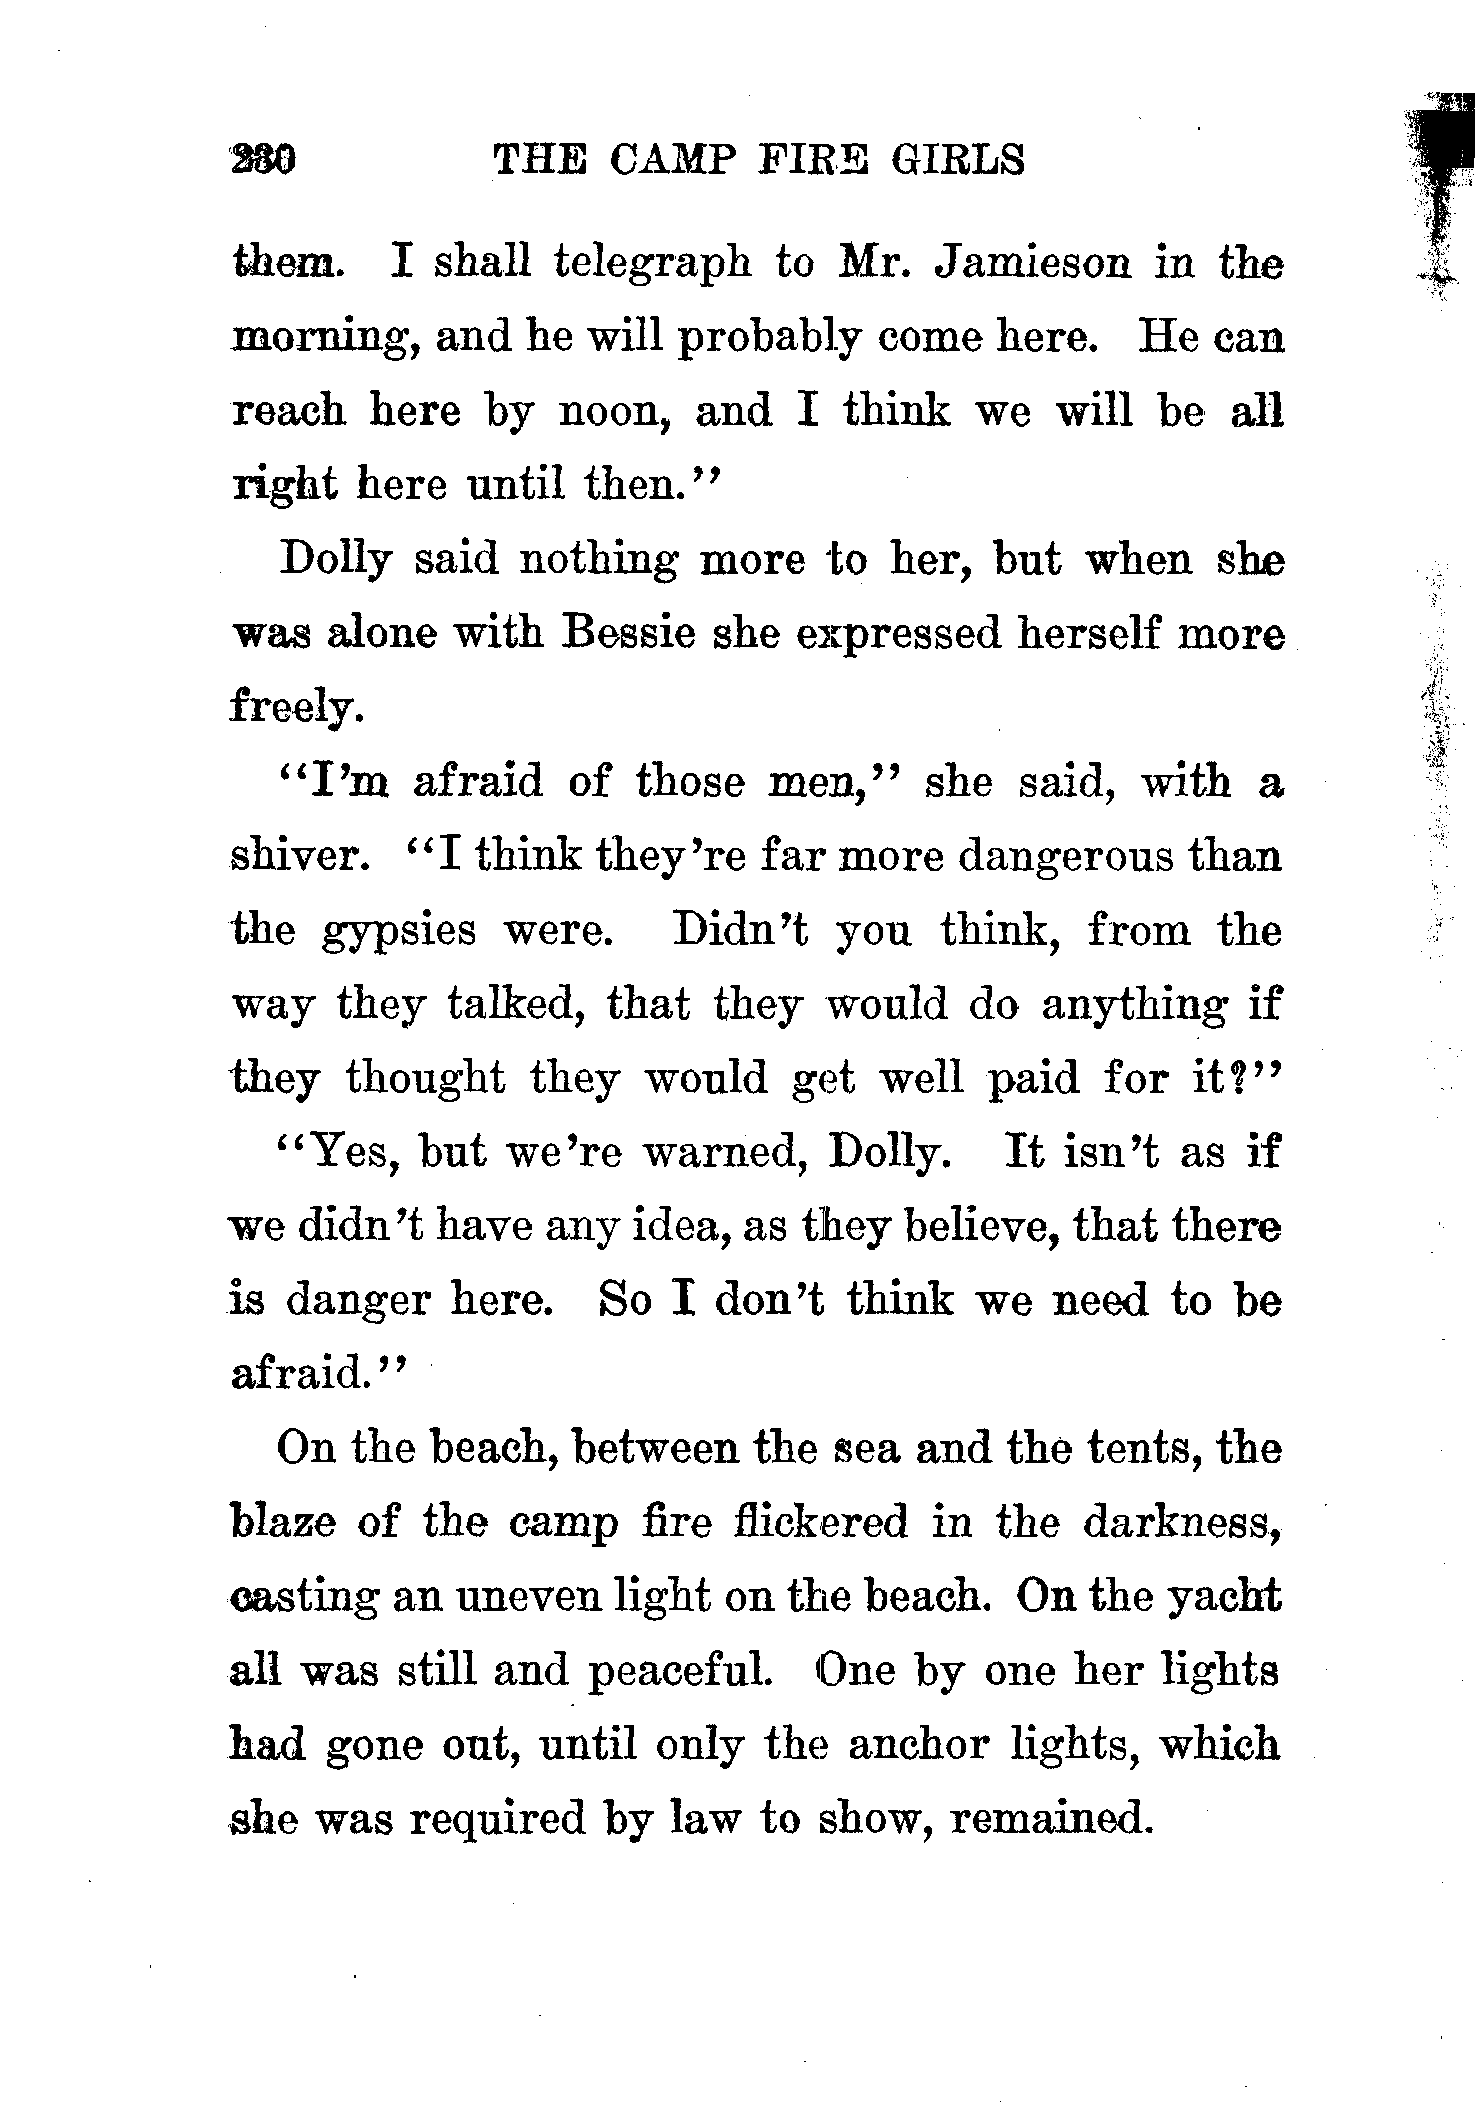 230 THE CAMP FIRE GIRLS
them. I shall telegraph to Mr. Jamieson in the
morning, and he will probably come here. He can
reach here by noon, and I think we will be all
right here until then."
Dolly said nothing more to her, but when she
was alone with Bessie she expressed herself more
freely.
"I'm afraid of those men," she said, with a
shiver. "I think they're far more dangerous than
the gypsies were. Didn't you think, from the
way they talked, that they would do anything if
they thought they would get well paid for it?"
"Yes, but we're warned, Dolly. It isn't as if
we didn't have any idea, as they believe, that there
is danger here. So I don't think we need to be
afraid."
On the beach, between the sea and the tents, the
blaze of the camp fire flickered in the darkness,
casting an uneven light on the beach. On the yacht
all was still and peaceful. One by one her lights
had gone out, until only the anchor lights, which
she was required by law to show, remained.